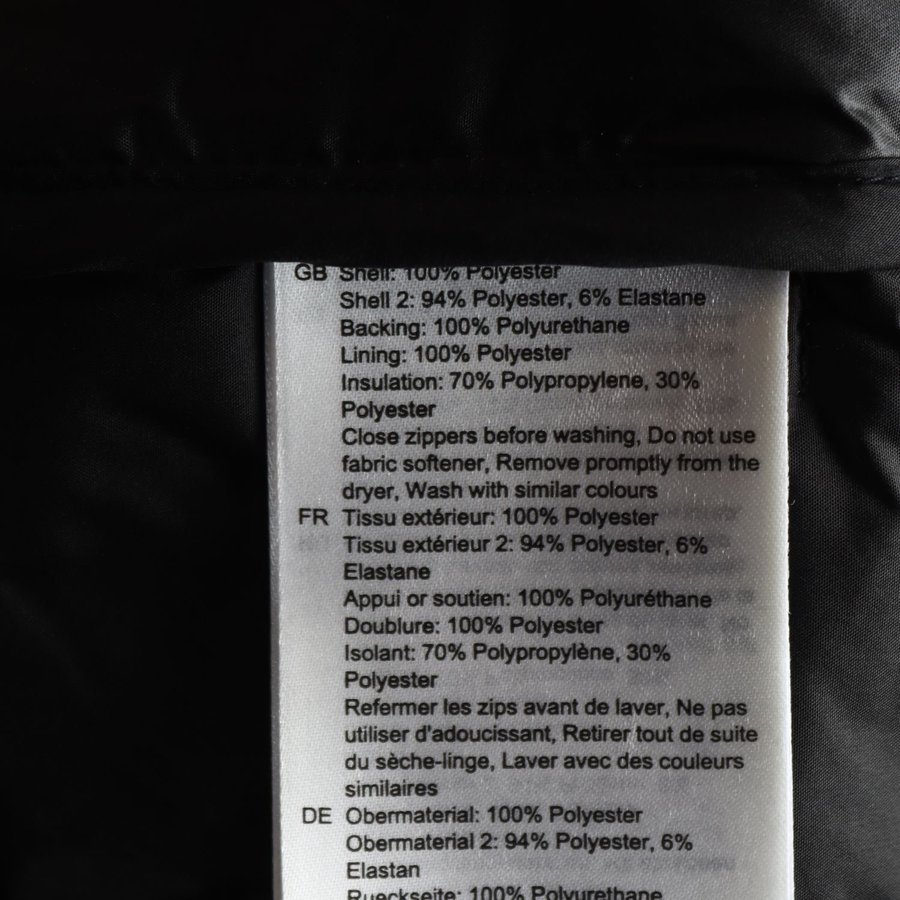 GB Shell: 100% Polyester
Shell 2: 94% Polyester, 6% Elastane
Backing: 100% Polyurethane
Lining: 100% Polyester
Insulation: 70% Polypropylene, 30%
Polyester
Close zippers before washing, Do not use
fabric softener, Remove promptly from the
dryer, Wash with similar colours
FR Tissu extérieur: 100% Polyester
Tissu extérieur 2: 94% Polyester, 6%
Elastane
Appui or soutien: 100% Polyuréthane
Doublure: 100% Polyester
Isolant: 70% Polypropylène, 30%
Polyester
Refermer les zips avant de laver, Ne pas
utiliser d'adoucissant, Retirer tout de suite
du sèche-linge, Laver avec des couleurs
similaires
DE Obermaterial: 100% Polyester
Obermaterial 2: 94% Polyester, 6%
Elastan
Rueckseite: 100% Polyurethane